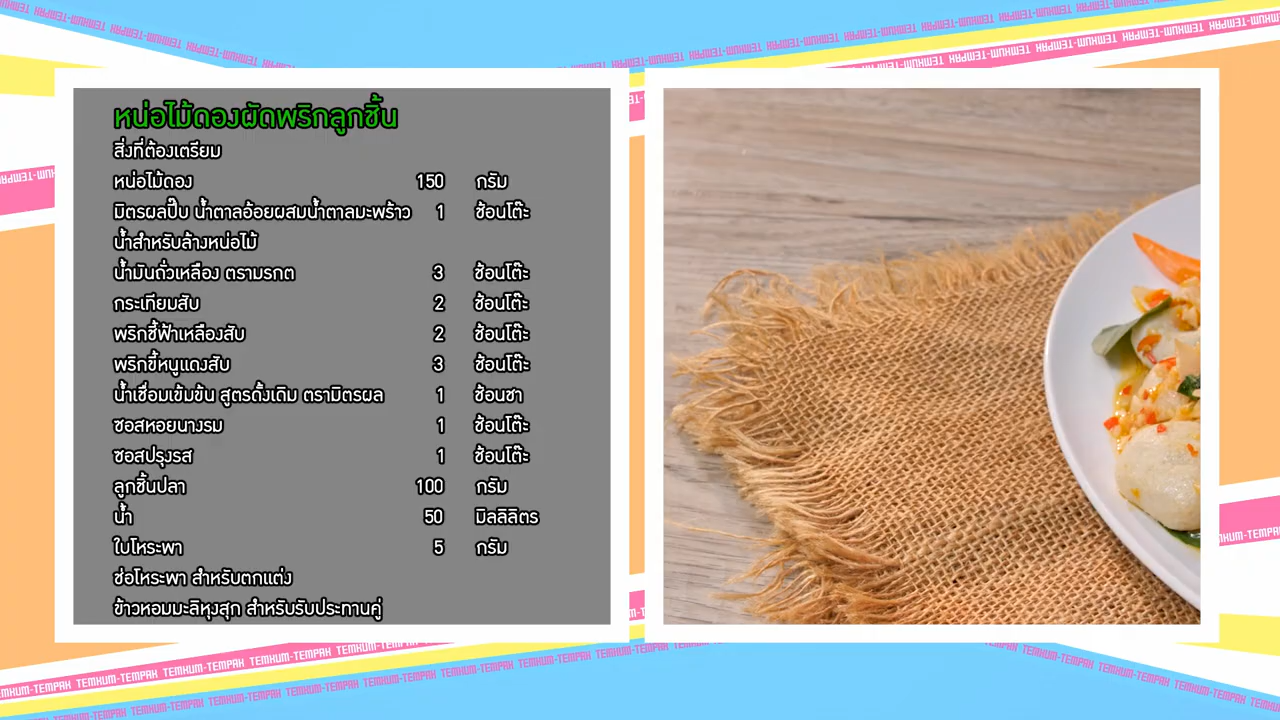 หน่อไม้ดองผัดพริกลูกชิ้น
สิ่งที่ต้องเตรียม
หน่อไม้ดอง 150 กรัม
มิตรผลปี๊บ น้ำตาลอ้อยผสมน้ำตาลมะพร้าว 1 ช้อนโต๊ะ
น้ำสำหรับล้างหน่อไม้
น้ำมันถั่วเหลือง ตรามรกต 3 ช้อนโต๊ะ
กระเทียมสับ 2 ช้อนโต๊ะ
พริกชี้ฟ้าเหลืองสับ 2 ช้อนโต๊ะ
พริกขี้หนูแดงสับ 3 ช้อนโต๊ะ
น้ำเชื่อมเข้มข้น สูตรดั้งเดิม ตรามิตรผล 1 ช้อนชา
ซอสหอยนางรม 1 ช้อนโต๊ะ
ซอสปรุงรส 1 ช้อนโต๊ะ
ลูกชิ้นปลา 100 กรัม
น้ำ 50 มิลลิลิตร
ใบโหระพา 5 กรัม
ช่อโหระพา สำหรับตกแต่ง
ข้าวหอมมะลิหุงสุก สำหรับรับประทานคู่
TEMKUM-TEMPAK TEMKUM-TEMPAK TEMKUM-TEMPAK TEMKUM-TEMPAK